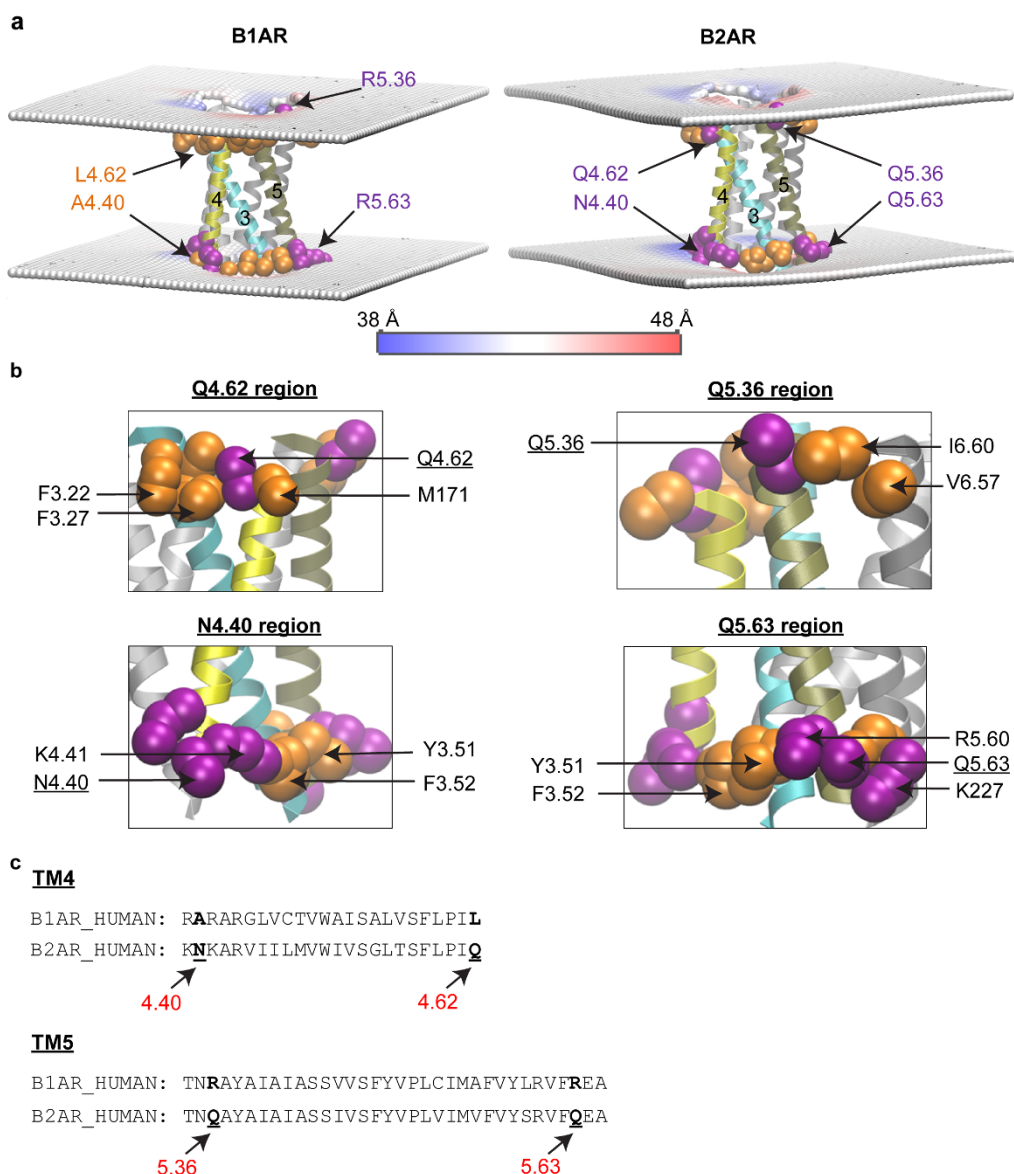 a
B1AR
B2AR
R5.36
L4.62
A4.40
R5.63
4
3
5
Q4.62
N4.40
Q5.36
Q5.63
4
3
5
38 Å
48 Å
b
Q4.62 region
Q5.36 region
F3.22
F3.27
Q4.62
M171
Q5.36
I6.60
V6.57
N4.40 region
Q5.63 region
K4.41
N4.40
Y3.51
F3.52
Y3.51
F3.52
R5.60
Q5.63
K227
c
TM4
B1AR_HUMAN: RARARGLVCTVWAISALVSFLPIL
B2AR_HUMAN: KNKARVIILMVWIVSGLTSFLPIQ
4.40
4.62
TM5
B1AR_HUMAN: TNRAYAIAIASSVVSFYVPLCIMAFVYLRVFREA
B2AR_HUMAN: TNQAYAIAIASSIVSFYVPLVIMVFVYSRVFQEA
5.36
5.63